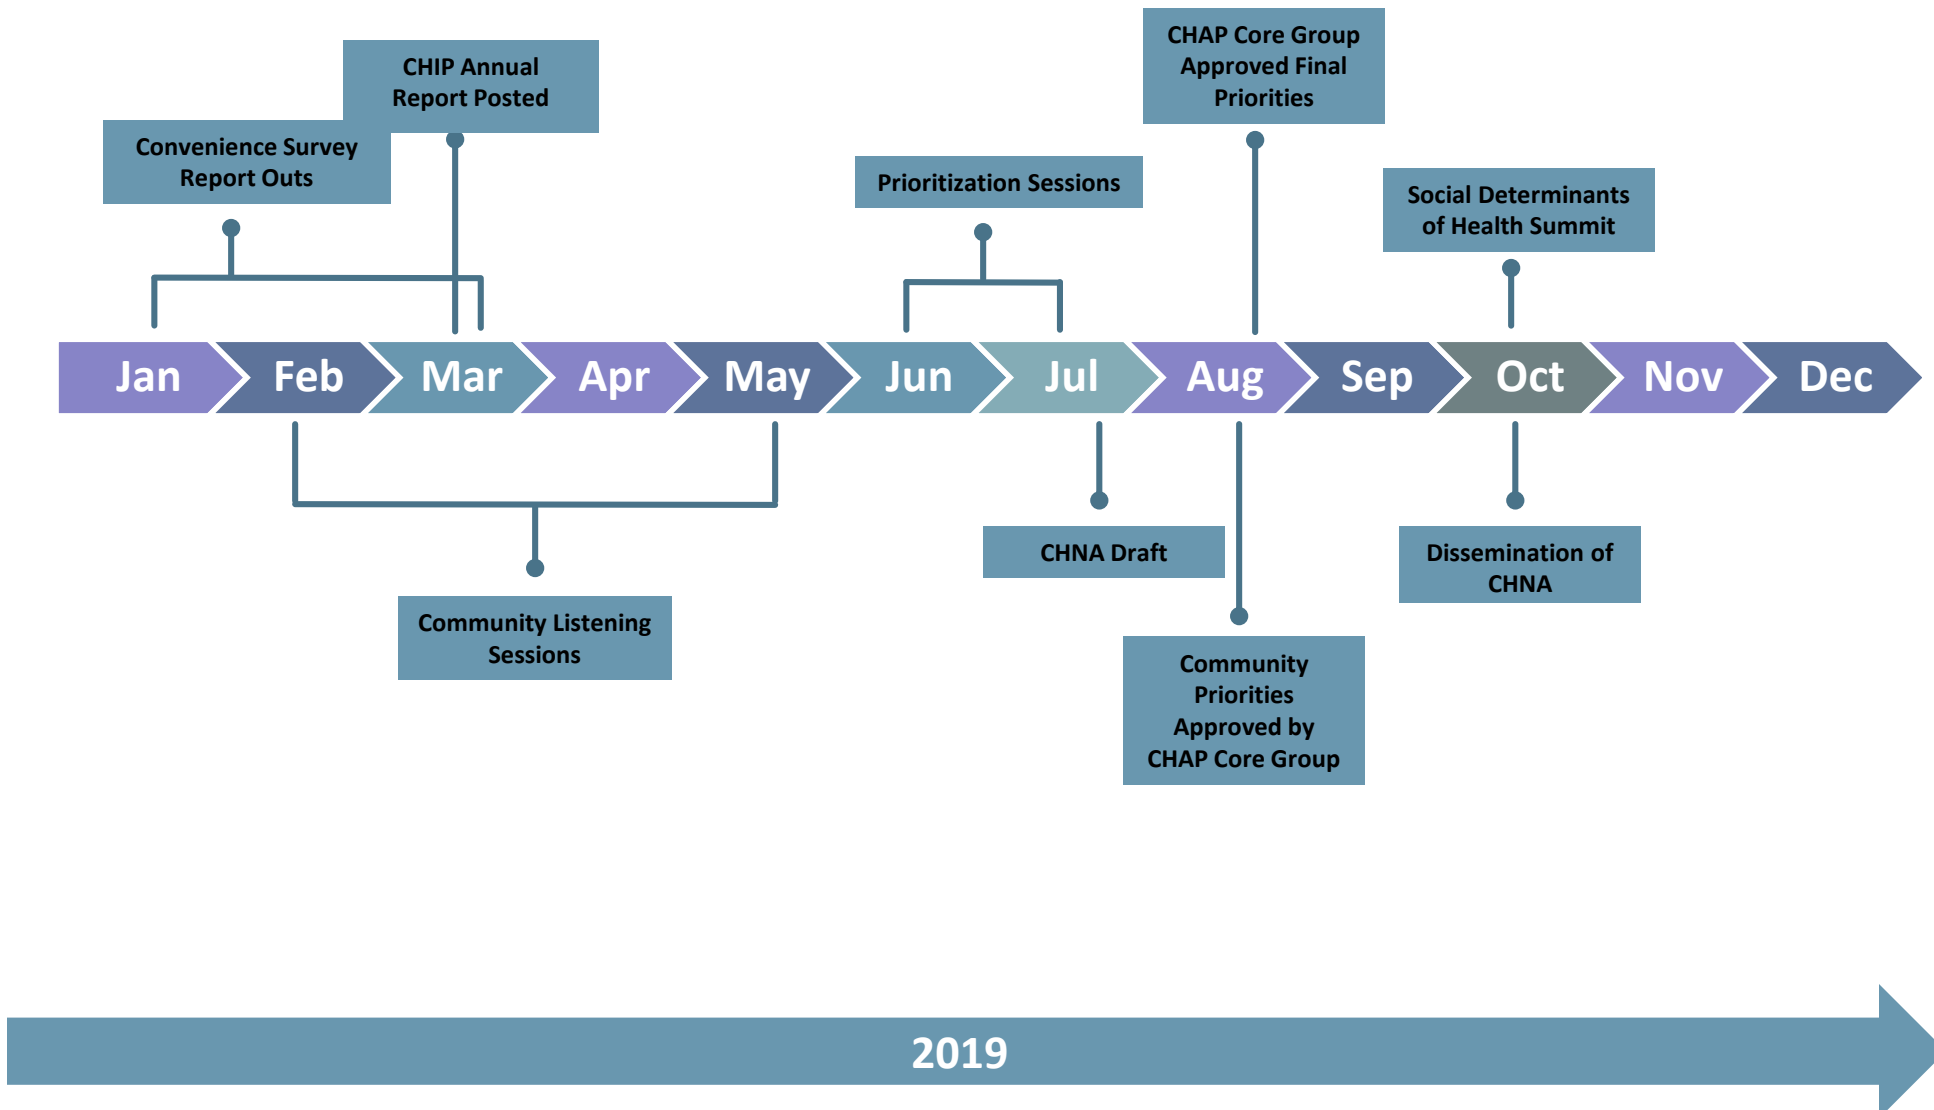 CHIP Annual
Report Posted
Convenience Survey
Report Outs
CHAP Core Group
Approved Final
Priorities
Prioritization Sessions
Social Determinants
of Health Summit
Jan
Feb
Mar
Apr
May
Jun
Jul
Aug
Sep
Oct
Nov
Dec
Community Listening
Sessions
CHNA Draft
Community
Priorities
Approved by
CHAP Core Group
Dissemination of
CHNA
2019